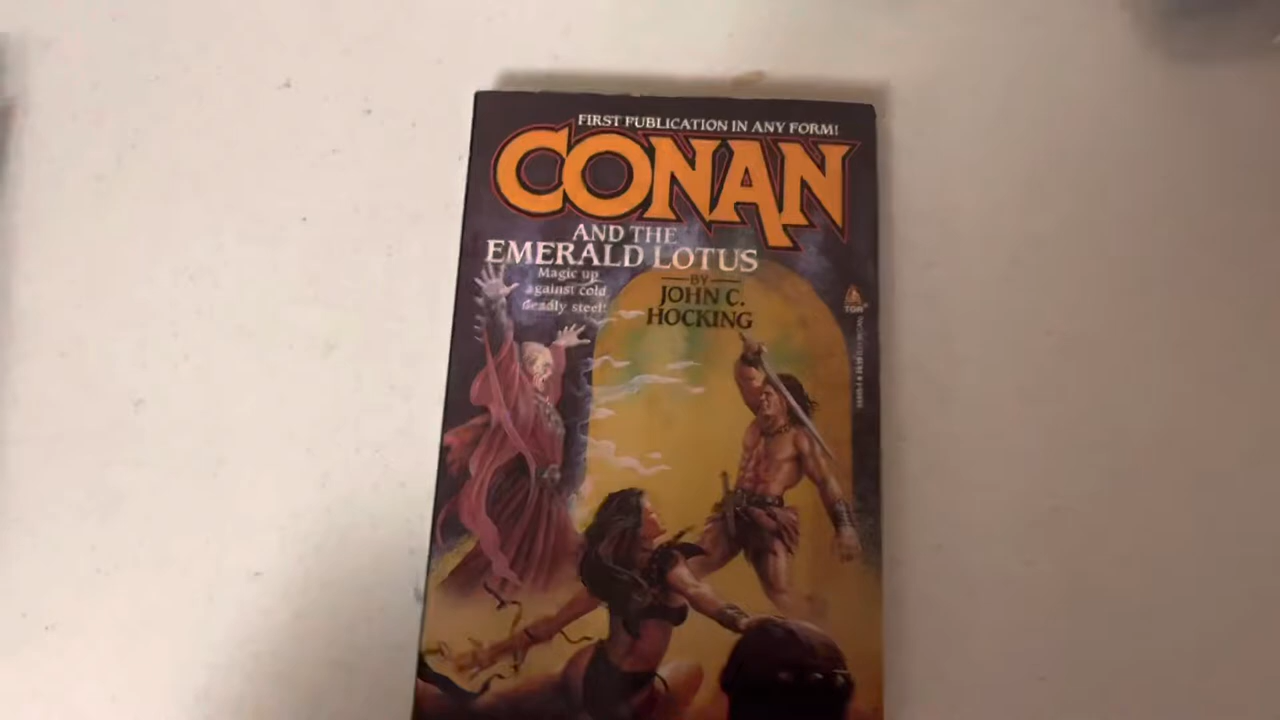 FIRST PUBLICATION IN ANY FORM!
CONAN
AND THE
EMERALD LOTUS
Magic up
against cold
deadly steel!
BY
JOHN C.
HOCKING
TOR